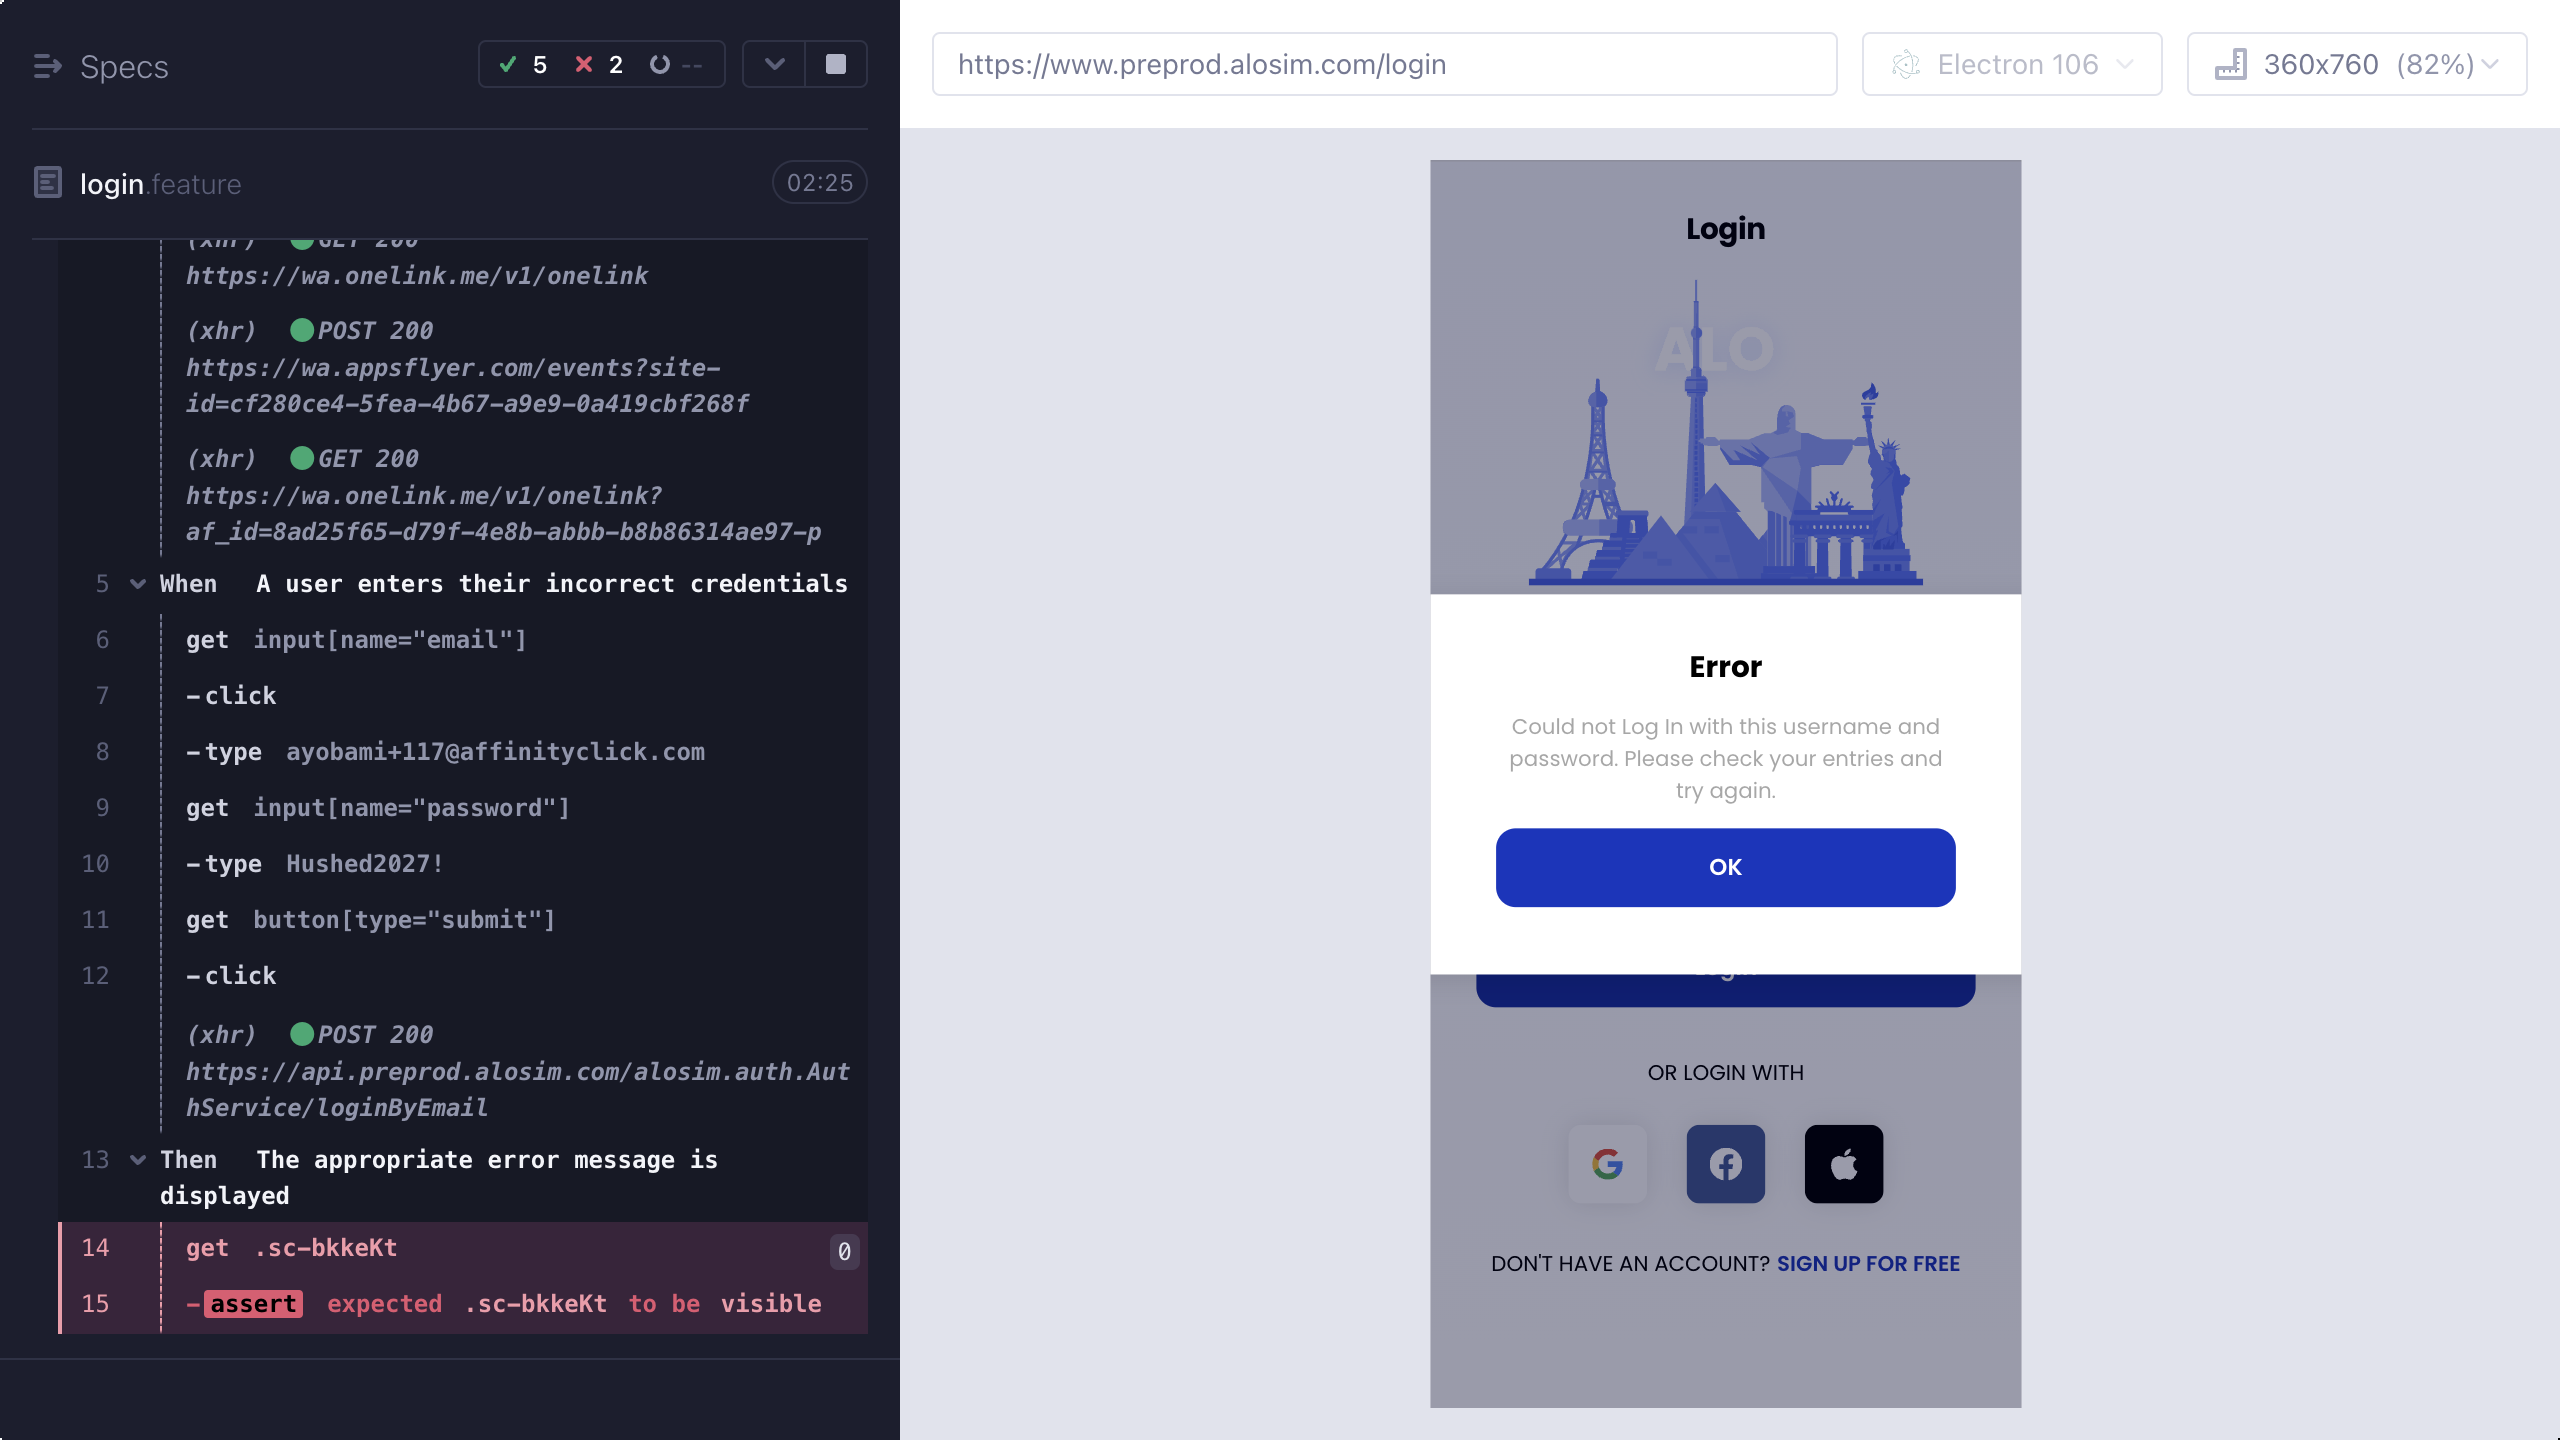 Specs
5 2 --
login.feature
02:25
(xhr) GET 200
https://wa.onelink.me/v1/onelink
(xhr) POST 200
https://wa.appsflyer.com/events?site-
id=cf280ce4-5fea-4b67-a9e9-0a419cbf268f
(xhr) GET 200
https://wa.onelink.me/v1/onelink?
af_id=8ad25f65-d79f-4e8b-abbb-b8b86314ae97-p
5 When A user enters their incorrect credentials
6 get input[name="email"]
7 -click
8 -type ayobami+117@affinityclick.com
9 get input[name="password"]
10 -type Hushed2027!
11 get button[type="submit"]
12 -click
(xhr) POST 200
https://api.preprod.alosim.com/alosim.auth.Aut
hService/loginByEmail
13 Then The appropriate error message is
displayed
14 get .sc-bkkeKt 0
15 -assert expected .sc-bkkeKt to be visible
https://www.preprod.alosim.com/login
Electron 106
360x760 (82%)
Login
ALO
Error
Could not Log In with this username and
password. Please check your entries and
try again.
OK
Login
OR LOGIN WITH
DON'T HAVE AN ACCOUNT? SIGN UP FOR FREE